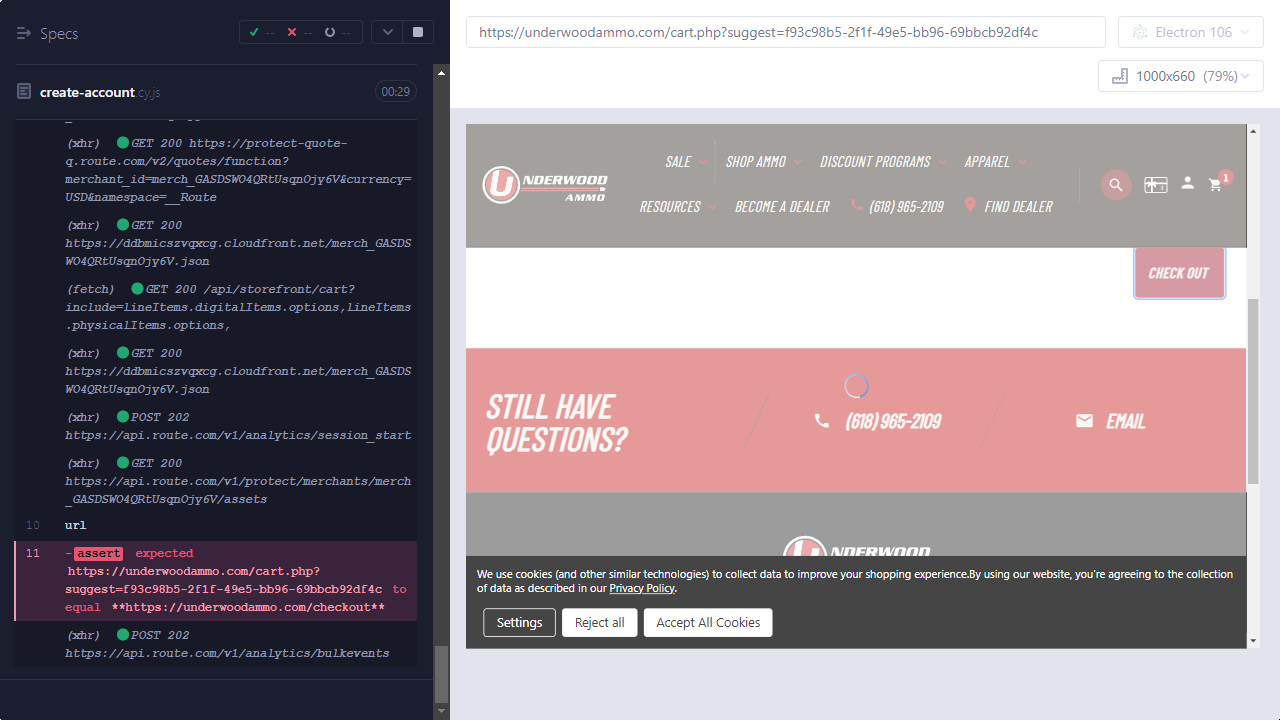 Specs
-- -- --
create-account.cy.js
00:29
(xhr) GET 200 https://protect-quote-
q.route.com/v2/quotes/function?
merchant_id=merch_GASDSWO4QRtUsqnOjy6V&currency=
USD&namespace=__Route
(xhr) GET 200
https://ddbmicszvqxcg.cloudfront.net/merch_GASDS
WO4QRtUsqnOjy6V.json
(fetch) GET 200 /api/storefront/cart?
include=lineItems.digitalItems.options,lineItems
.physicalItems.options,
(xhr) GET 200
https://ddbmicszvqxcg.cloudfront.net/merch_GASDS
WO4QRtUsqnOjy6V.json
(xhr) POST 202
https://api.route.com/v1/analytics/session_start
(xhr) GET 200
https://api.route.com/v1/protect/merchants/merch
_GASDSWO4QRtUsqnOjy6V/assets
10 url
11 -assert expected
https://underwoodammo.com/cart.php?
suggest=f93c98b5-2f1f-49e5-bb96-69bbcb92df4c to
equal **https://underwoodammo.com/checkout**
(xhr) POST 202
https://api.route.com/v1/analytics/bulkevents
https://underwoodammo.com/cart.php?suggest=f93c98b5-2f1f-49e5-bb96-69bbcb92df4c
Electron 106
1000x660 (79%)
UNDERWOOD
AMMO
SALE SHOP AMMO DISCOUNT PROGRAMS APPAREL
RESOURCES BECOME A DEALER (618) 965-2109 FIND DEALER
1
CHECK OUT
STILL HAVE
QUESTIONS?
(618) 965-2109
EMAIL
UNDERWOOD
We use cookies (and other similar technologies) to collect data to improve your shopping experience.By using our website, you're agreeing to the collection
of data as described in our Privacy Policy.
Settings Reject all Accept All Cookies